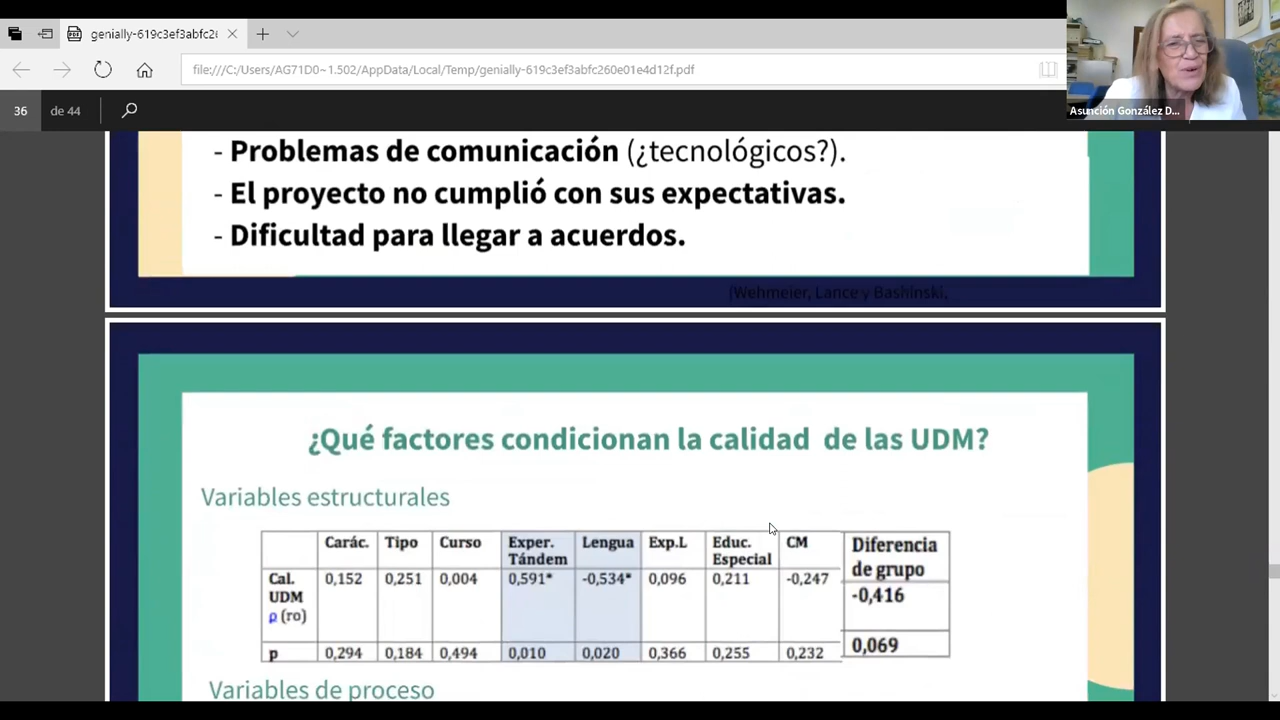 genially-619c3ef3abfc26
file:///C:/Users/AG71D0~1.502/AppData/Local/Temp/genially-619c3ef3abfc260e01e4d12f.pdf
Asunción González D...
36 de 44
- Problemas de comunicación (¿tecnológicos?).
- El proyecto no cumplió con sus expectativas.
- Dificultad para llegar a acuerdos.
(Wehmeier, Lance y Bashinski,
¿Qué factores condicionan la calidad de las UDM?
Variables estructurales
Carác. Tipo Curso Exper. Tándem Lengua Exp.L Educ. Especial CM Diferencia de grupo
Cal. UDM ρ (ro) 0,152 0,251 0,004 0,591* -0,534* 0,096 0,211 -0,247 -0,416
p 0,294 0,184 0,494 0,010 0,020 0,366 0,255 0,232 0,069
Variables de proceso